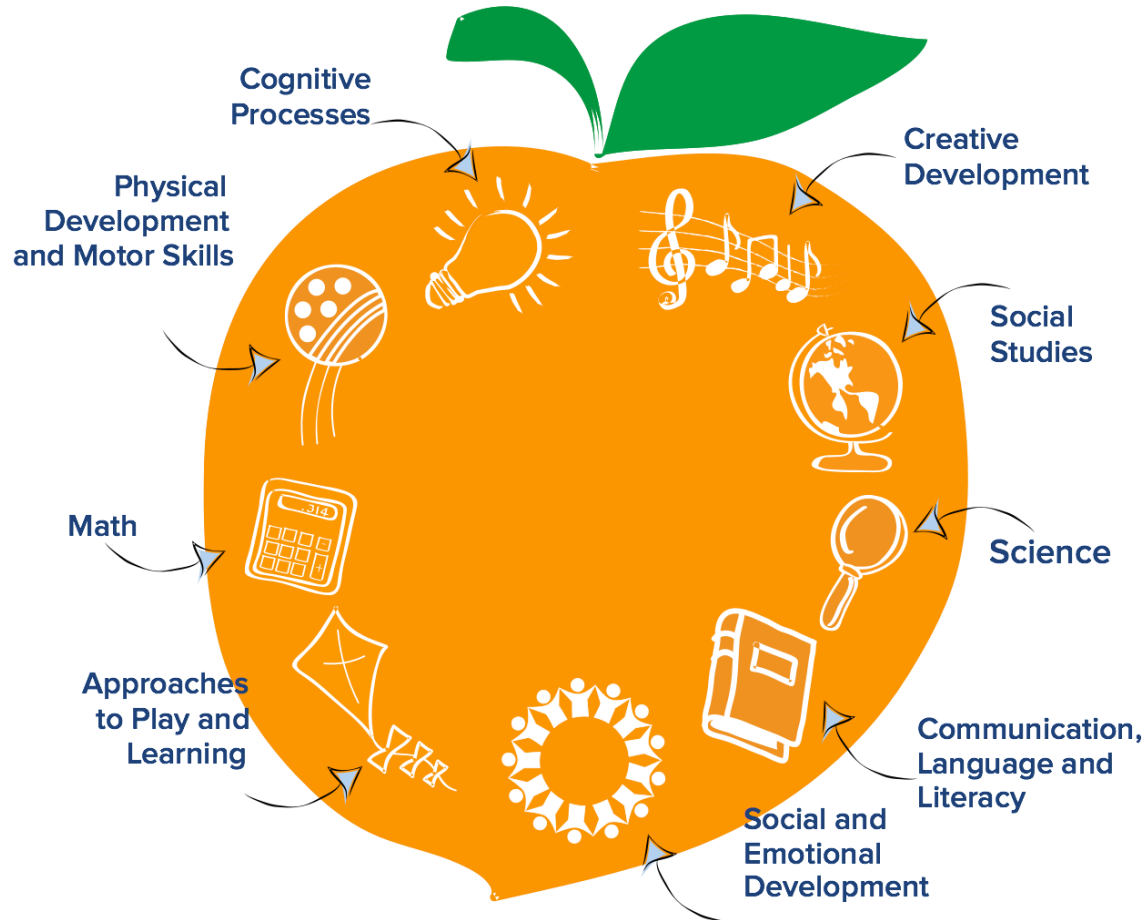 Cognitive
Processes
Creative
Development
Physical
Development
and Motor Skills
Social
Studies
.314
+
Math
Science
Approaches
to Play and
Learning
Communication,
Language and
Literacy
Social and
Emotional
Development